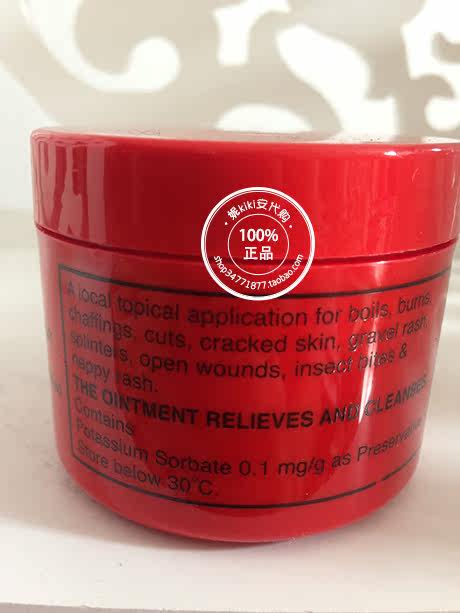 妮kiki安代购
100%
正品
shop34771877.taobao.com
A local topical application for boils, burns,
chaffings, cuts, cracked skin, gravel rash,
splinters, open wounds, insect bites &
nappy rash.
THE OINTMENT RELIEVES AND CLEANSES
Contains:
Potassium Sorbate 0.1 mg/g as Preservative
Store below 30°C.